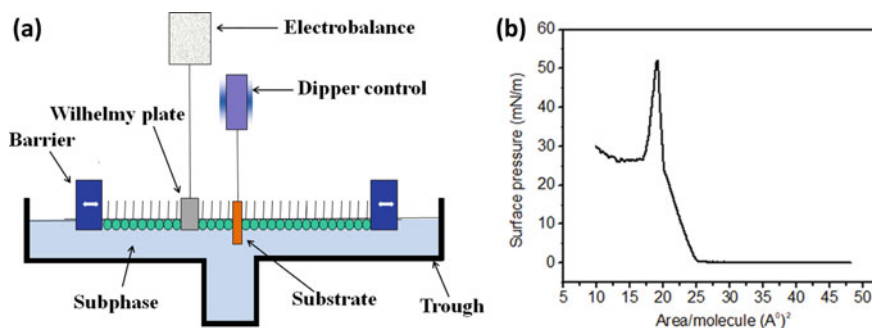 (a)
Electrobalance
Dipper control
Wilhelmy plate
Barrier
Subphase
Substrate
Trough
(b)
Surface pressure (mN/m)
60
50
40
30
20
10
0
5 10 15 20 25 30 35 40 45 50
Area/molecule (A⁰)²